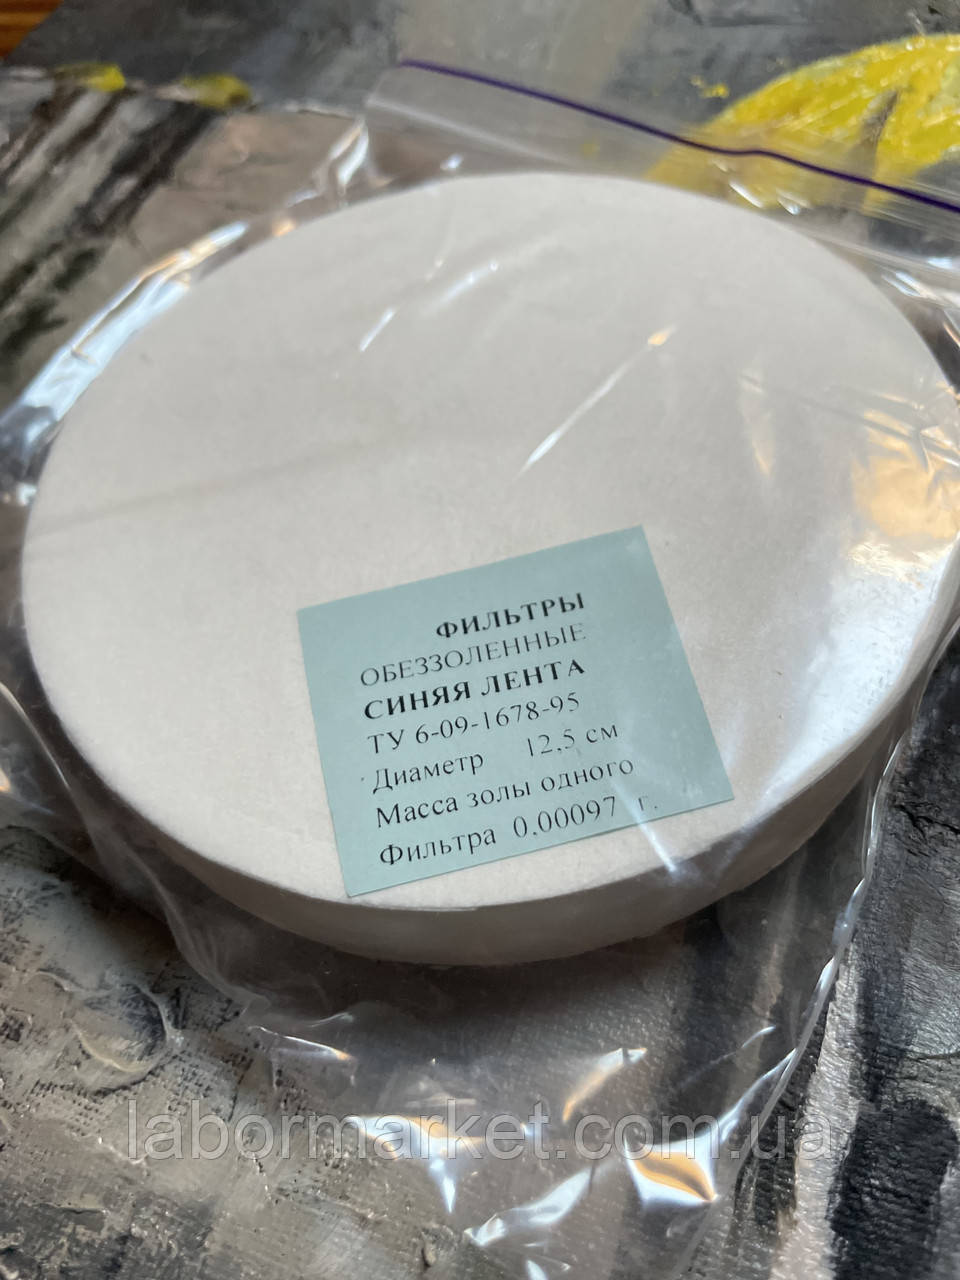 ФИЛЬТРЫ
ОБЕЗЗОЛЕННЫЕ
СИНЯЯ ЛЕНТА
ТУ 6-09-1678-95
Диаметр 12,5 см
Масса золы одного
Фильтра 0.00097 г.
labormarket.com.ua